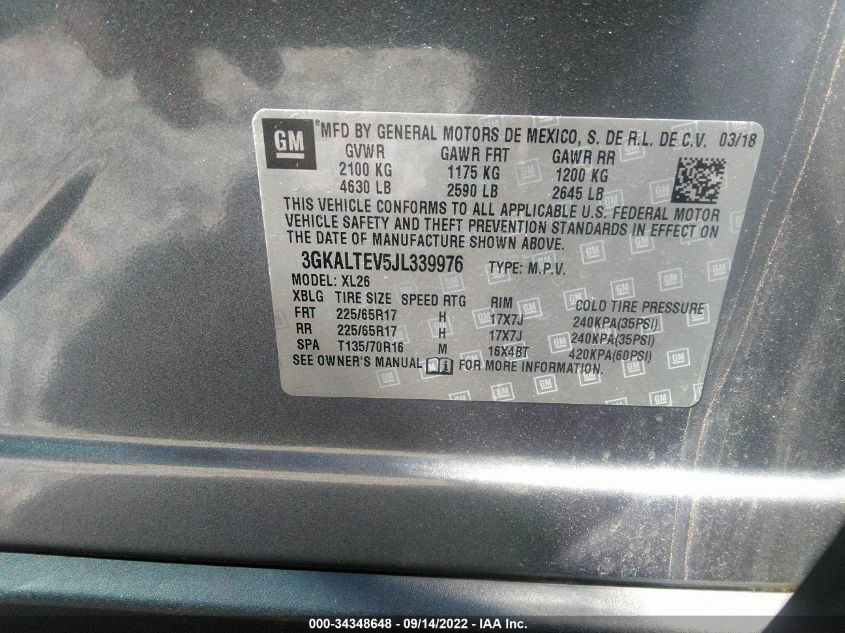 GM ®MFD BY GENERAL MOTORS DE MEXICO, S. DE R.L. DE C.V. 03/18
GVWR GAWR FRT GAWR RR
2100 KG 1175 KG 1200 KG
4630 LB 2590 LB 2645 LB
THIS VEHICLE CONFORMS TO ALL APPLICABLE U.S. FEDERAL MOTOR
VEHICLE SAFETY AND THEFT PREVENTION STANDARDS IN EFFECT ON
THE DATE OF MANUFACTURE SHOWN ABOVE.
3GKALTEV5JL339976 TYPE: M.P.V.
MODEL: XL26
XBLG TIRE SIZE SPEED RTG RIM COLD TIRE PRESSURE
FRT 225/65R17 H 17X7J 240KPA(35PSI)
RR 225/65R17 H 17X7J 240KPA(35PSI)
SPA T135/70R16 M 16X4BT 420KPA(60PSI)
SEE OWNER'S MANUAL FOR MORE INFORMATION.
000-34348648 - 09/14/2022 - IAA Inc.